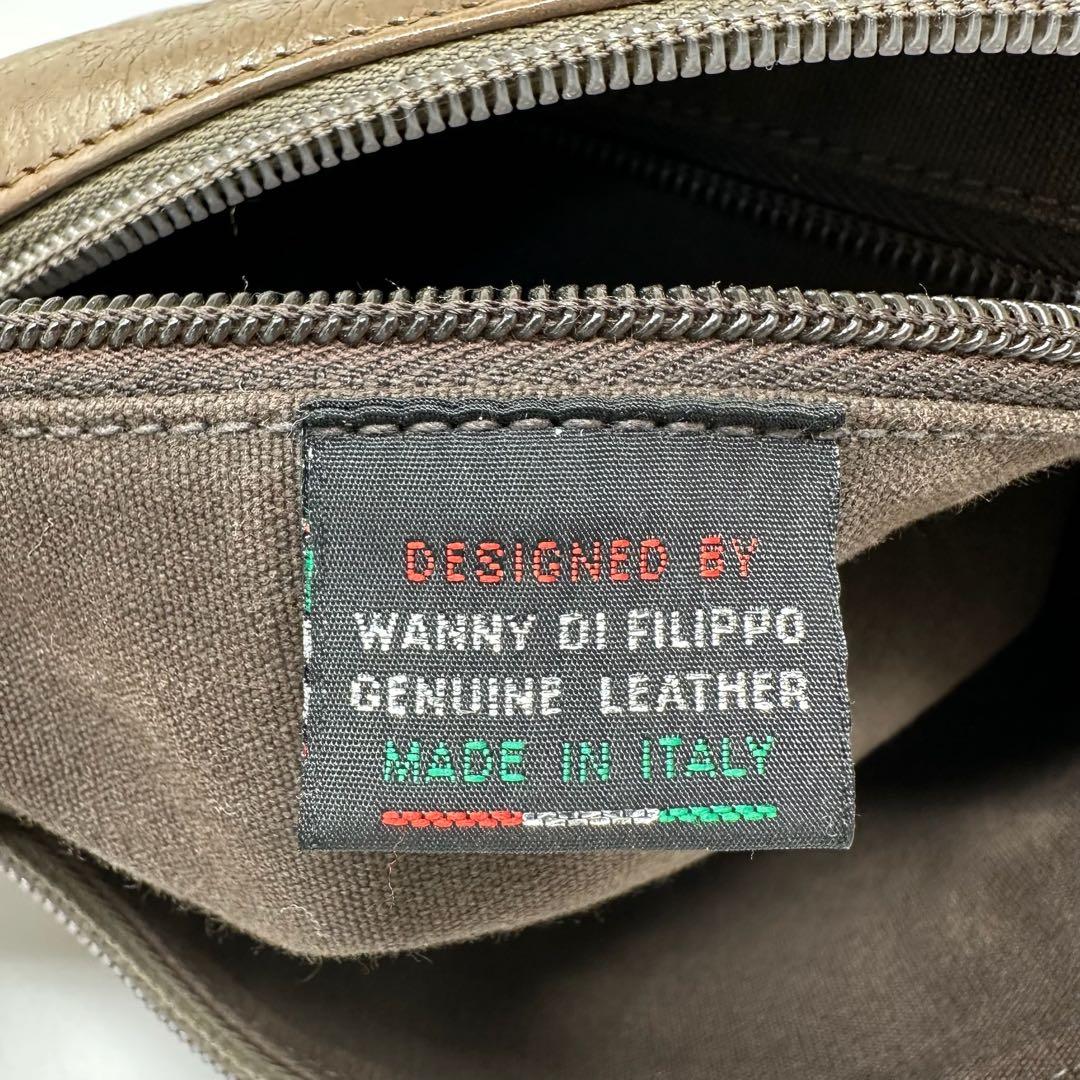 DESIGNED BY
WANNY DI FILIPPO
GENUINE LEATHER
MADE IN ITALY